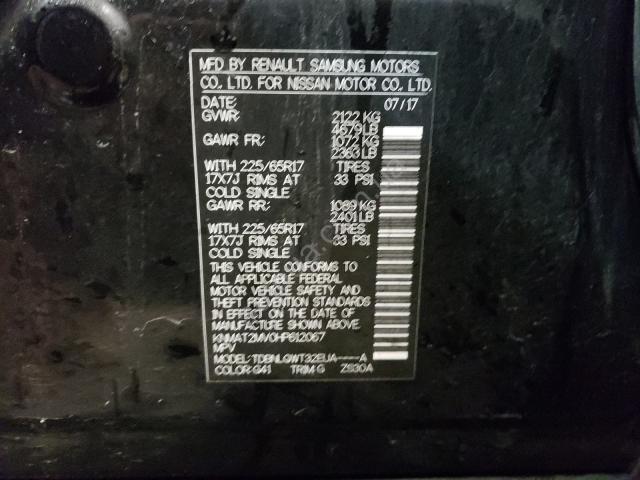 MFD BY RENAULT SAMSUNG MOTORS
CO., LTD. FOR NISSAN MOTOR CO., LTD.
DATE: 07/17
GVWR: 2122 KG
4679 LB
GAWR FR: 1072 KG
2363 LB
WITH 225/65R17 TIRES
17X7J RIMS AT 33 PSI
COLD SINGLE
GAWR RR: 1089 KG
2401 LB
WITH 225/65R17 TIRES
17X7J RIMS AT 33 PSI
COLD SINGLE
THIS VEHICLE CONFORMS TO
ALL APPLICABLE FEDERAL
MOTOR VEHICLE SAFETY AND
THEFT PREVENTION STANDARDS
IN EFFECT ON THE DATE OF
MANUFACTURE SHOWN ABOVE.
KNMAT2MV0HP612067
MPV
MODEL: TDBNLQWT32EUA----A
COLOR: G41 TRIM: G ZS30A